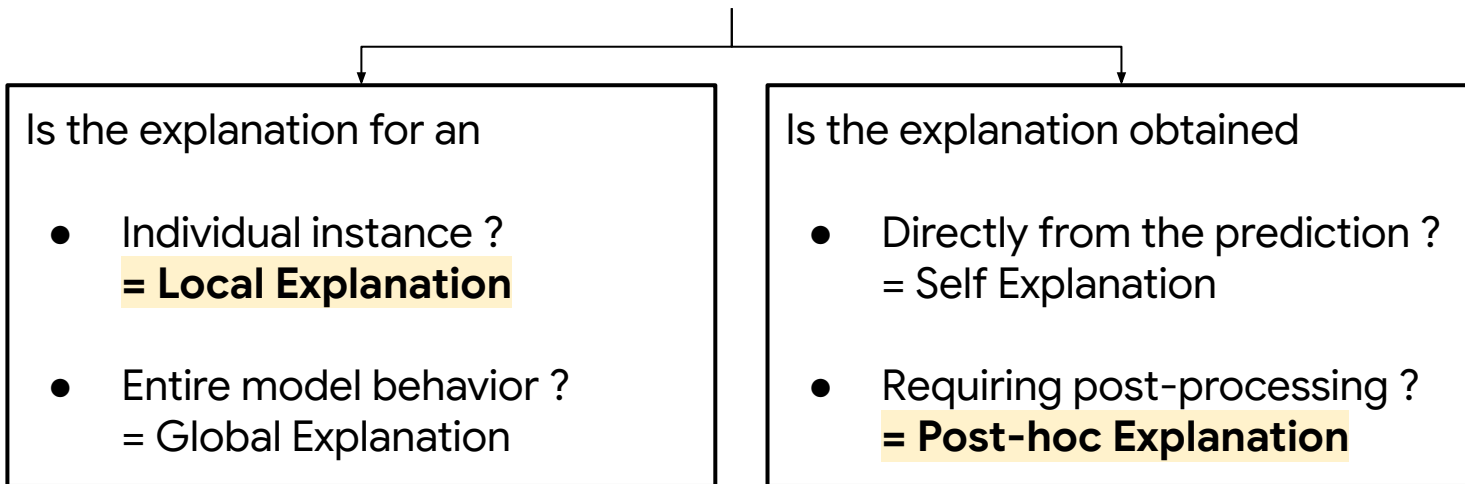 Is the explanation for an
● Individual instance ?
= Local Explanation
● Entire model behavior ?
= Global Explanation
Is the explanation obtained
● Directly from the prediction ?
= Self Explanation
● Requiring post-processing ?
= Post-hoc Explanation